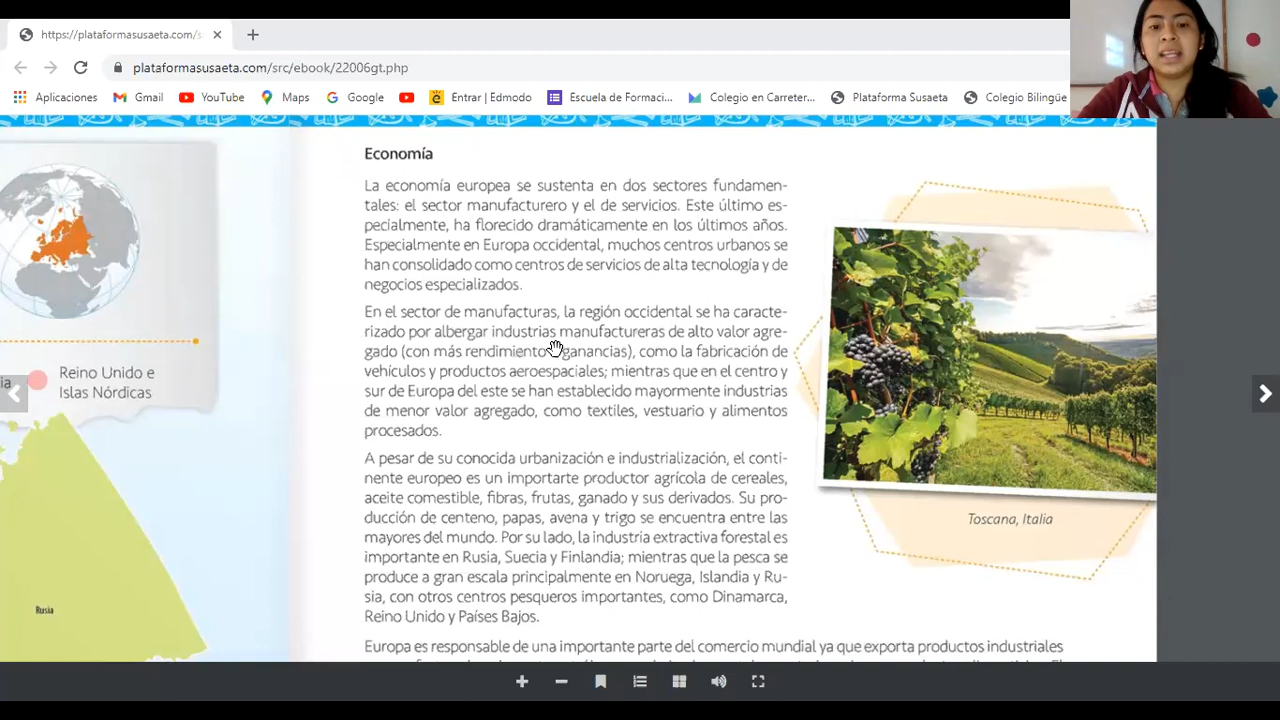 https://plataformasusaeta.com/s
plataformasusaeta.com/src/ebook/22006gt.php
Aplicaciones
Gmail
YouTube
Maps
Google
Entrar | Edmodo
Escuela de Formaci...
Colegio en Carreter...
Plataforma Susaeta
Colegio Bilingüe
Reino Unido e
Islas Nórdicas
Rusia
Economía
La economía europea se sustenta en dos sectores fundamen-
tales: el sector manufacturero y el de servicios. Este último es-
pecialmente, ha florecido dramáticamente en los últimos años.
Especialmente en Europa occidental, muchos centros urbanos se
han consolidado como centros de servicios de alta tecnología y de
negocios especializados.
En el sector de manufacturas, la región occidental se ha caracte-
rizado por albergar industrias manufactureras de alto valor agre-
gado (con más rendimiento ganancias), como la fabricación de
vehículos y productos aeroespaciales; mientras que en el centro y
sur de Europa del este se han establecido mayormente industrias
de menor valor agregado, como textiles, vestuario y alimentos
procesados.
A pesar de su conocida urbanización e industrialización, el conti-
nente europeo es un importarte productor agrícola de cereales,
aceite comestible, fibras, frutas, ganado y sus derivados. Su pro-
ducción de centeno, papas, avena y trigo se encuentra entre las
mayores del mundo. Por su lado, la industria extractiva forestal es
importante en Rusia, Suecia y Finlandia; mientras que la pesca se
produce a gran escala principalmente en Noruega, Islandia y Ru-
sia, con otros centros pesqueros importantes, como Dinamarca,
Reino Unido y Países Bajos.
Europa es responsable de una importante parte del comercio mundial ya que exporta productos industriales
Toscana, Italia